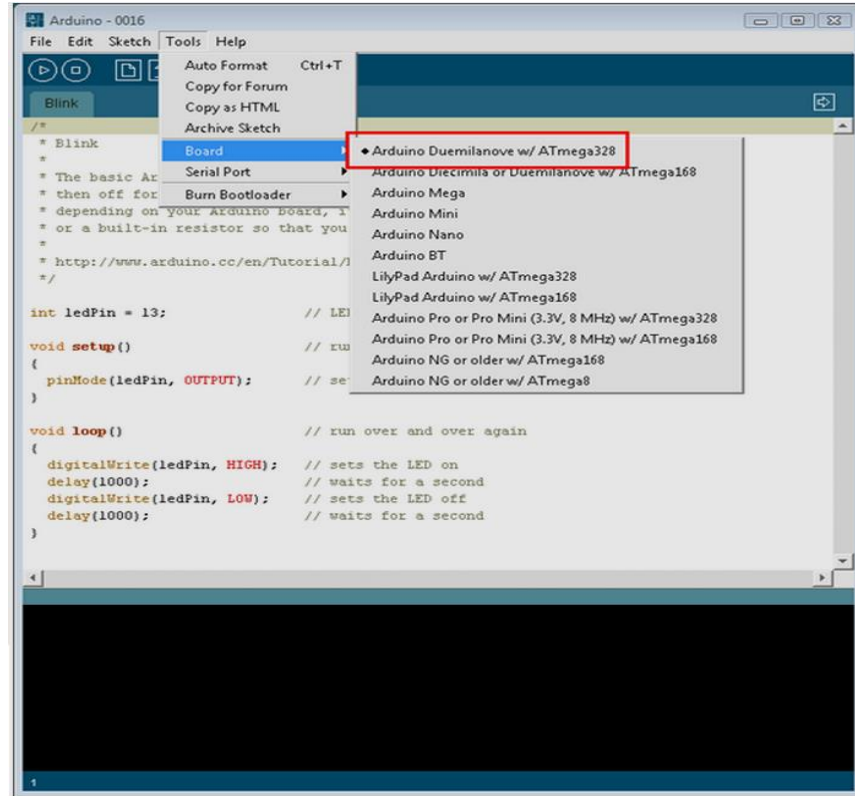 Arduino - 0016
File Edit Sketch Tools Help
Auto Format Ctrl+T
Copy for Forum
Copy as HTML
Archive Sketch
Board
Serial Port
Burn Bootloader
Arduino Duemilanove w/ ATmega328
Arduino Diecimila or Duemilanove w/ ATmega168
Arduino Mega
Arduino Mini
Arduino Nano
Arduino BT
LilyPad Arduino w/ ATmega328
LilyPad Arduino w/ ATmega168
Arduino Pro or Pro Mini (3.3V, 8 MHz) w/ ATmega328
Arduino Pro or Pro Mini (3.3V, 8 MHz) w/ ATmega168
Arduino NG or older w/ ATmega168
Arduino NG or older w/ ATmega8
Blink
/*
* Blink
*
* The basic Ar
* then off for
* depending on your Arduino board,
* or a built-in resistor so that you
*
* http://www.arduino.cc/en/Tutorial/
*/
int ledPin = 13; // LE
void setup() // run
{
pinMode(ledPin, OUTPUT); // se
}
void loop() // run over and over again
{
digitalWrite(ledPin, HIGH); // sets the LED on
delay(1000); // waits for a second
digitalWrite(ledPin, LOW); // sets the LED off
delay(1000); // waits for a second
}
1